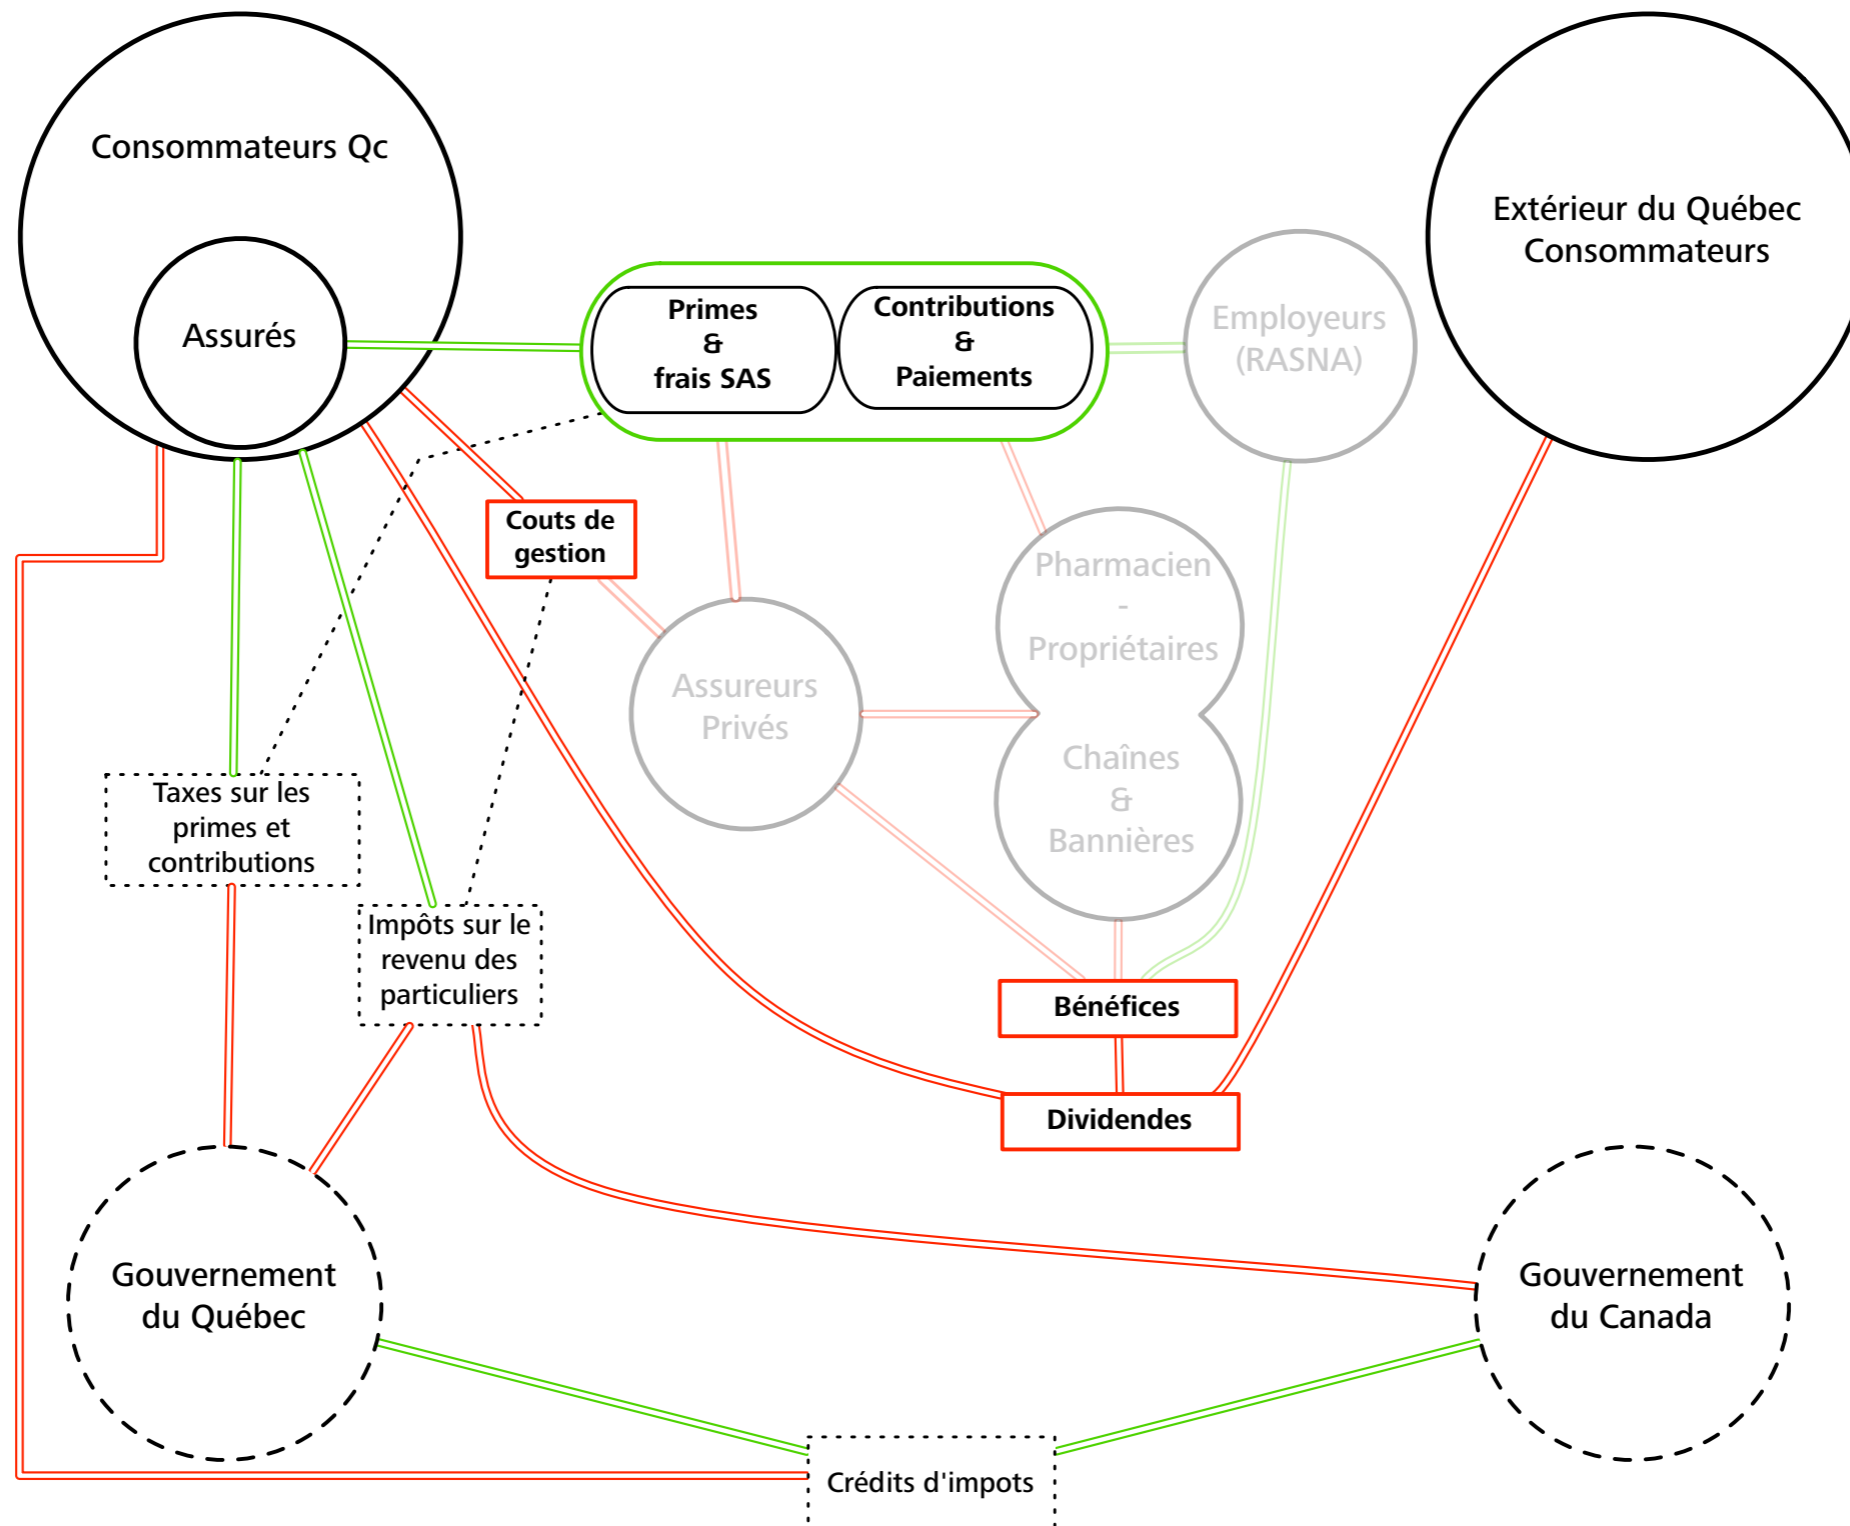 Consommateurs Qc
Extérieur du Québec
Consommateurs
Assurés
Primes
&
frais SAS
Contributions
&
Paiements
Employeurs
(RASNA)
Couts de
gestion
Pharmacien
-
Propriétaires
Assureurs
Privés
Chaînes
&
Bannières
Taxes sur les
primes et
contributions
Impôts sur le
revenu des
particuliers
Bénéfices
Dividendes
Gouvernement
du Québec
Gouvernement
du Canada
Crédits d'impots